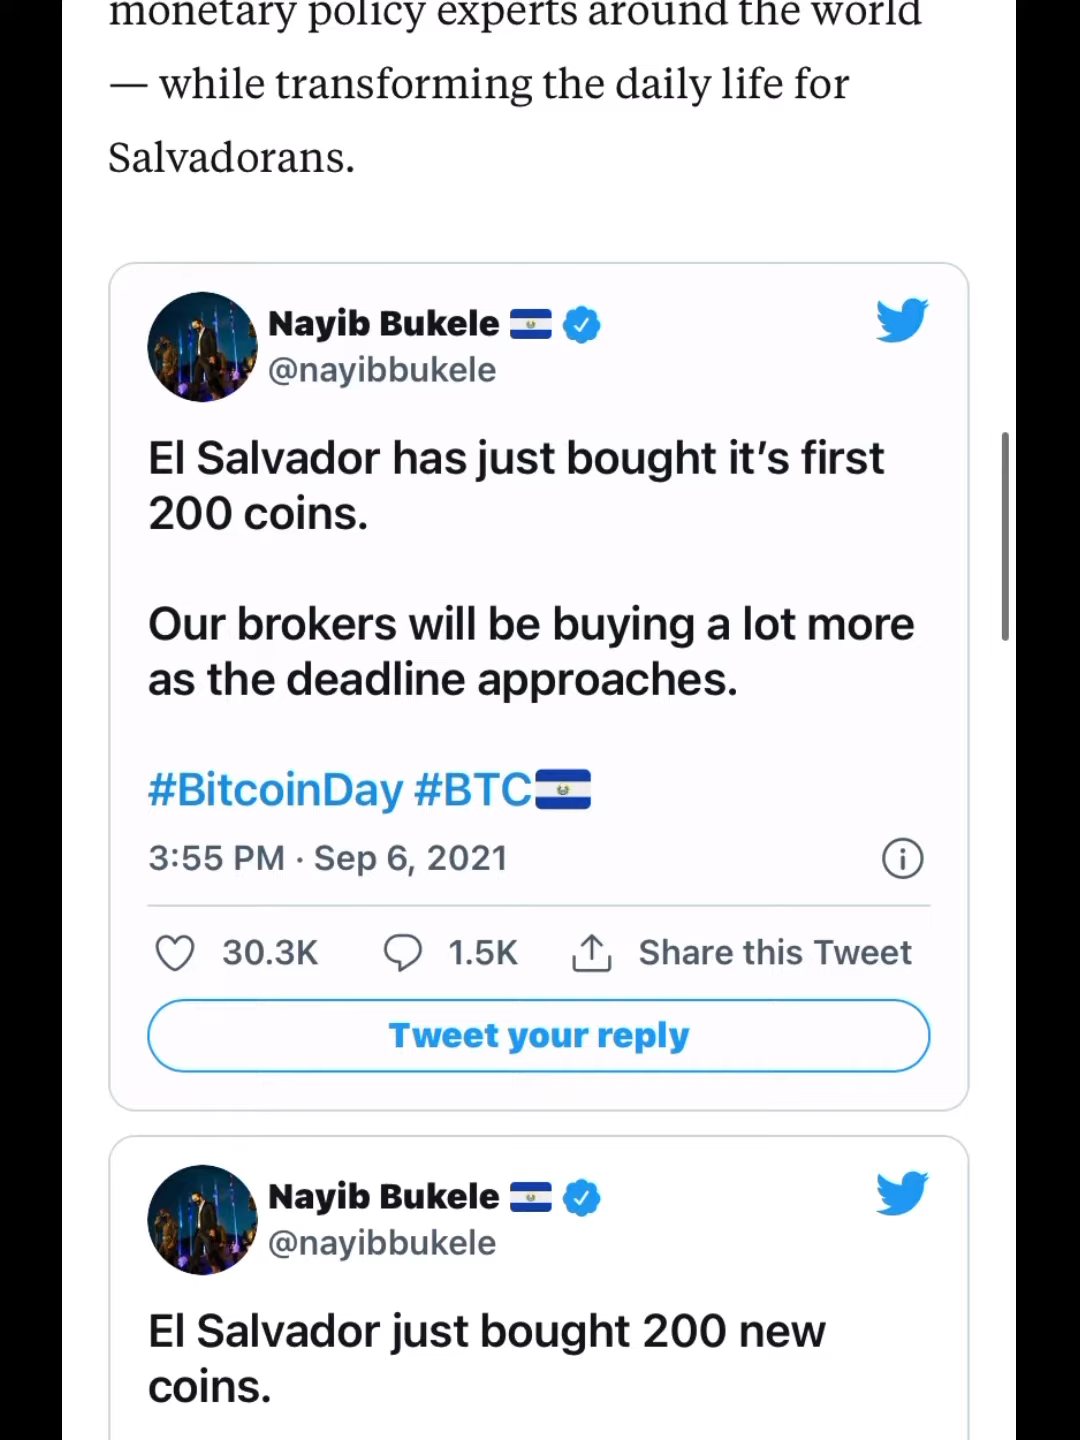 monetary policy experts around the world
— while transforming the daily life for
Salvadorans.
Nayib Bukele
@nayibbukele
El Salvador has just bought it’s first
200 coins.
Our brokers will be buying a lot more
as the deadline approaches.
#BitcoinDay #BTC
3:55 PM · Sep 6, 2021
30.3K 1.5K Share this Tweet
Tweet your reply
Nayib Bukele
@nayibbukele
El Salvador just bought 200 new
coins.